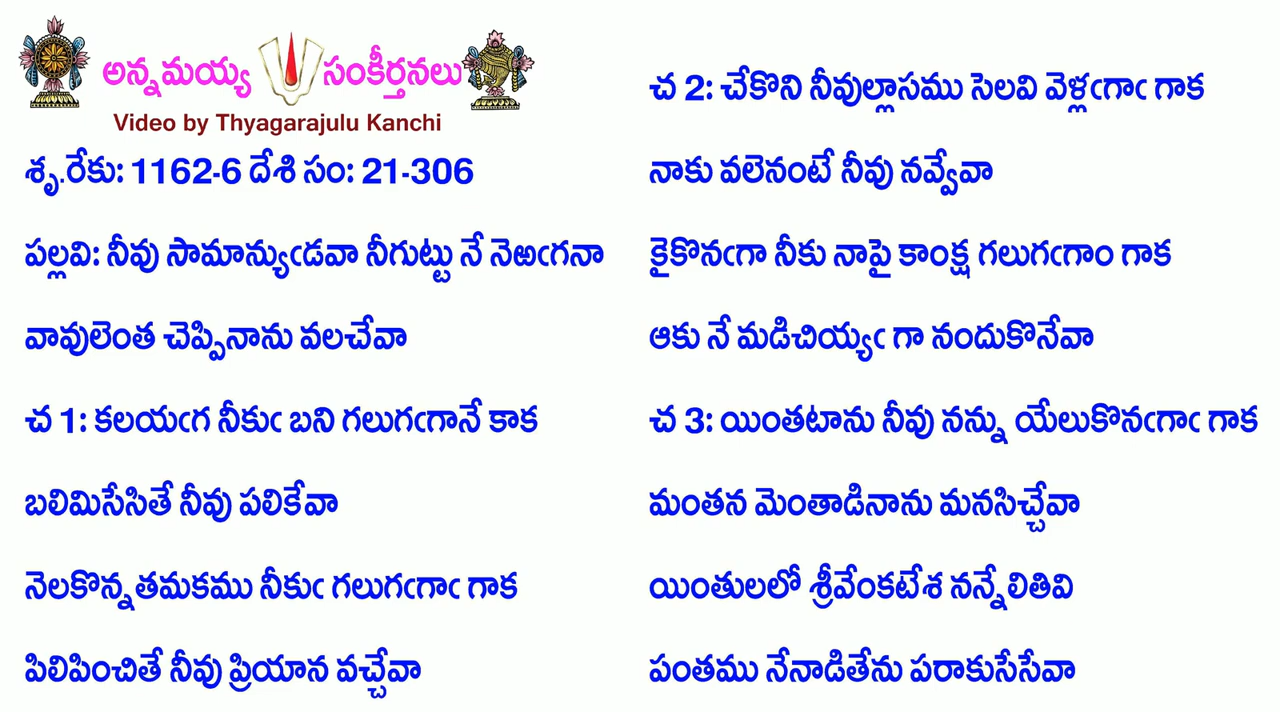 అన్నమయ్య సంకీర్తనలు
Video by Thyagarajulu Kanchi
శృ.రేకు: 1162-6 దేశి సం: 21-306
పల్లవి: నీవు సామాన్యుఁడవా నీగుట్టు నే నెఱఁగనా
వావులెంత చెప్పినాను వలచేవా
చ 1: కలయఁగ నీకుఁ బని గలుగఁగానే కాక
బలిమిసేసితే నీవు పలికేవా
నెలకొన్నతమకము నీకుఁ గలుగఁగాఁ గాక
పిలిపించితే నీవు ప్రియాన వచ్చేవా
చ 2: చేకొని నీవుల్లాసము సెలవి వెళ్లఁగాఁ గాక
నాకు వలెనంటే నీవు నవ్వేవా
కైకొనఁగా నీకు నాపై కాంక్ష గలుగఁగాం గాక
ఆకు నే మడిచియ్యఁ గా నందుకొనేవా
చ 3: యింతటాను నీవు నన్ను యేలుకొనఁగాఁ గాక
మంతన మెంతాడినాను మనసిచ్చేవా
యింతులలో శ్రీవేంకటేశ నన్నేలితివి
పంతము నేనాడితేను పరాకుసేసేవా